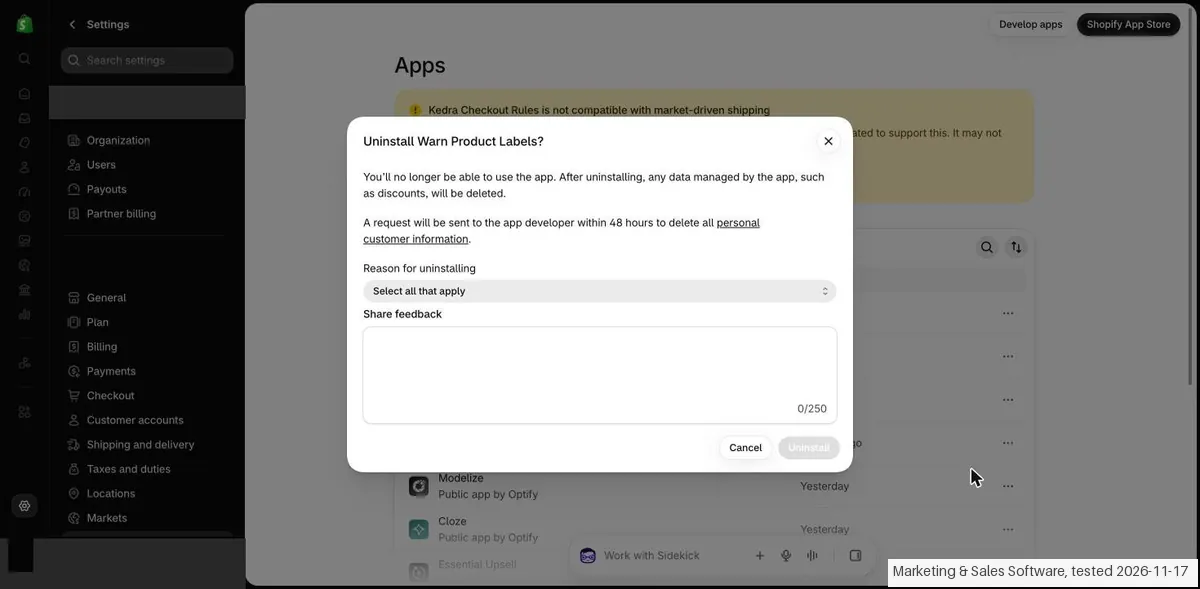 Settings
Develop apps
Shopify App Store
Search settings
Apps
Kedra Checkout Rules is not compatible with market-driven shipping
ated to support this. It may not
Organization
Users
Payouts
Partner billing
General
Plan
Billing
Payments
Checkout
Customer accounts
Shipping and delivery
Taxes and duties
Locations
Markets
Uninstall Warn Product Labels?
You'll no longer be able to use the app. After uninstalling, any data managed by the app, such
as discounts, will be deleted.
A request will be sent to the app developer within 48 hours to delete all personal
customer information.
Reason for uninstalling
Select all that apply
Share feedback
0/250
Cancel
Uninstall
go
Modelize
Public app by Optify
Yesterday
Cloze
Public app by Optify
Yesterday
Essential Upsell
Work with Sidekick
Marketing & Sales Software, tested 2026-11-17